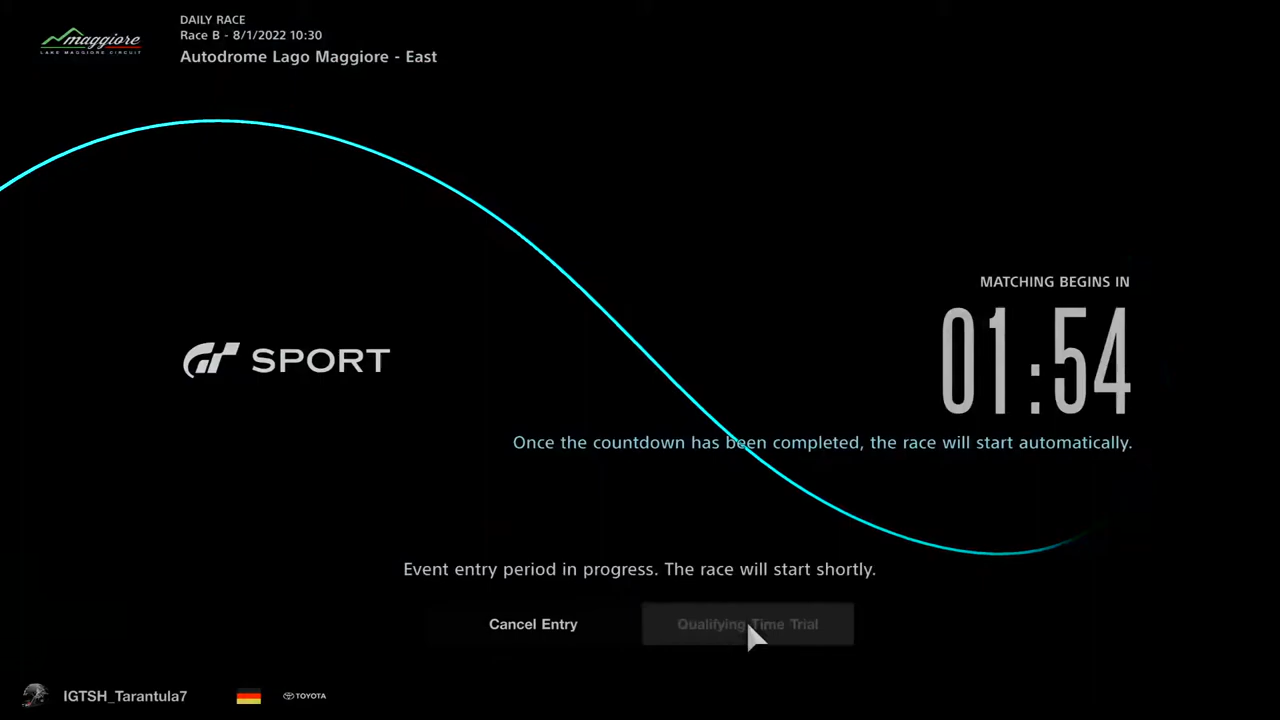 maggiore
LAKE MAGGIORE CIRCUIT
DAILY RACE
Race B - 8/1/2022 10:30
Autodrome Lago Maggiore - East
MATCHING BEGINS IN
01:54
GT SPORT
Once the countdown has been completed, the race will start automatically.
Event entry period in progress. The race will start shortly.
Cancel Entry
Qualifying Time Trial
IGTSH_Tarantula7
TOYOTA